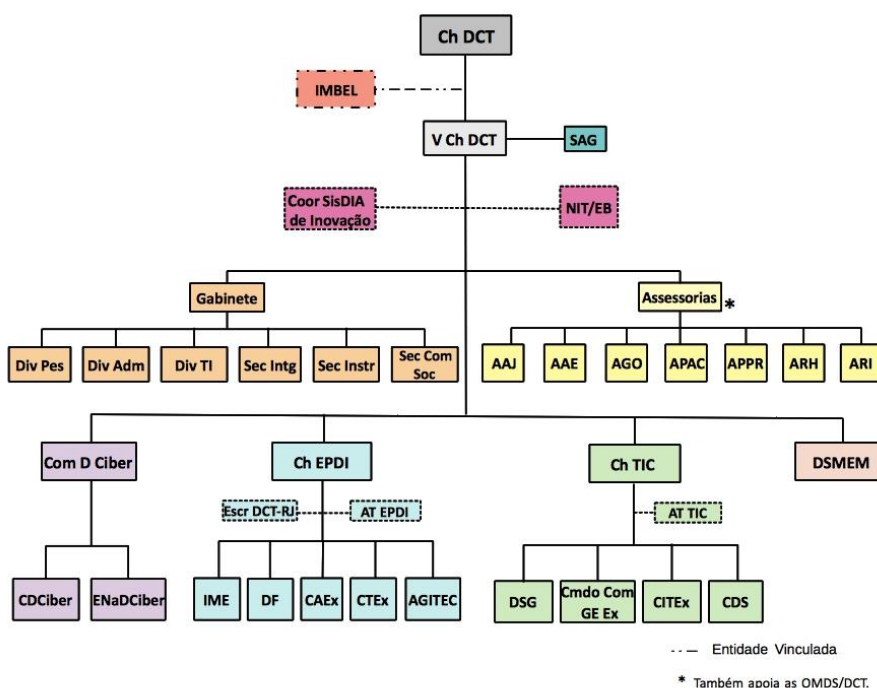 Ch DCT
IMBEL
V Ch DCT
SAG
Coor SisDIA
de Inovação
NIT/EB
Gabinete
Assessorias *
Div Pes
Div Adm
Div TI
Sec Intg
Sec Instr
Sec Com
Soc
AAJ
AAE
AGO
APAC
APPR
ARH
ARI
Com D Ciber
Ch EPDI
Ch TIC
DSMEM
Escr DCT-RJ
AT EPDI
AT TIC
CDCiber
ENaDCiber
IME
DF
CAEx
CTEx
AGITEC
DSG
Cmdo Com
GE Ex
CITEx
CDS
Entidade Vinculada
* Também apoia as OMDS/DCT.